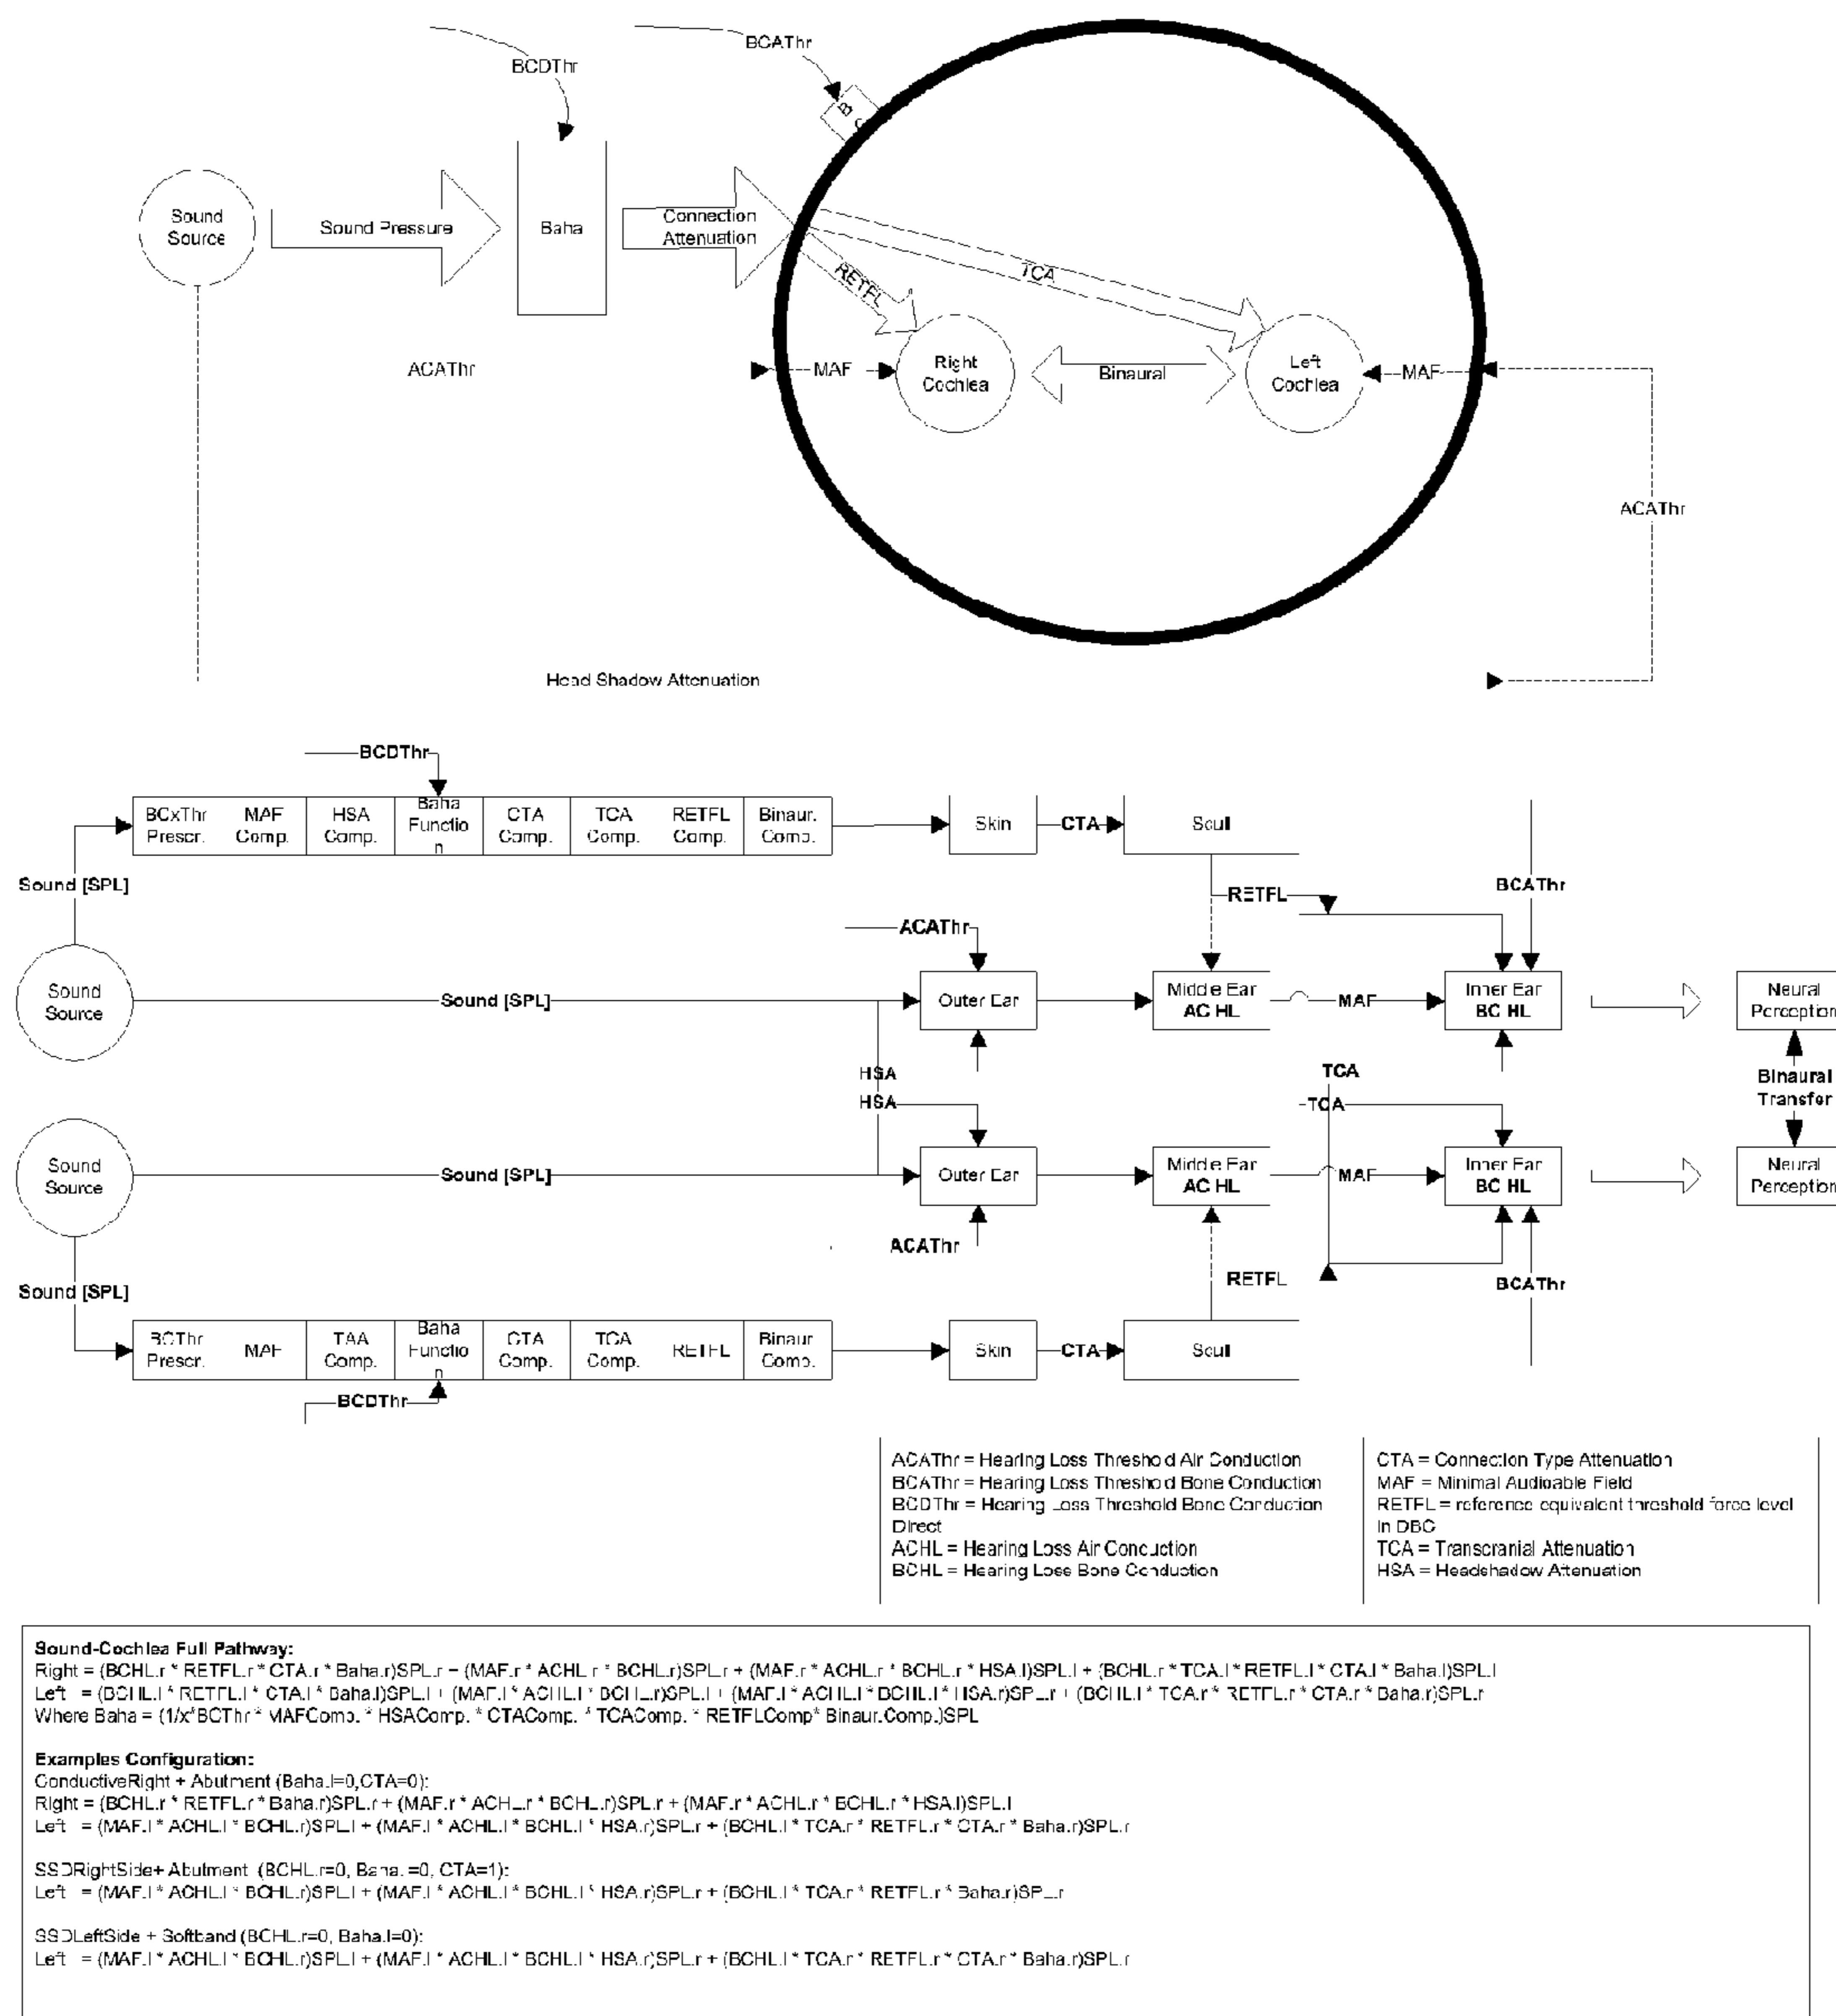 BCDThr
BCAThr
B
C
Sound
Source
Sound Pressure
Baha
Connection
Attenuation
RETFL
TCA
ACAThr
MAF
Right
Cochlea
Binaural
Left
Cochlea
MAF
ACAThr
Head Shadow Attenuation
BCDThr
BCxThr
Prescr.
MAF
Comp.
HSA
Comp.
Baha
Functio
n
CTA
Comp.
TCA
Comp.
RETFL
Comp.
Binaur.
Comp.
Skin
CTA
Scull
Sound [SPL]
RETFL
BCAThr
ACAThr
Sound
Source
Sound [SPL]
Outer Ear
Middle Ear
AC HL
MAF
Inner Ear
BC HL
Neural
Perception
HSA
HSA
TCA
TCA
Binaural
Transfer
Sound
Source
Sound [SPL]
Outer Ear
Middle Ear
AC HL
MAF
Inner Ear
BC HL
Neural
Perception
ACAThr
Sound [SPL]
RETFL
BCAThr
BCThr
Prescr.
MAF
TAA
Comp.
Baha
Functio
n
CTA
Comp.
TCA
Comp.
RETFL
Binaur
Comp.
Skin
CTA
Scull
BCDThr
ACAThr = Hearing Loss Threshold Air Conduction
BCAThr = Hearing Loss Threshold Bone Conduction
BCDThr = Hearing Loss Threshold Bone Conduction
Direct
ACHL = Hearing Loss Air Conduction
BCHL = Hearing Loss Bone Conduction
CTA = Connection Type Attenuation
MAF = Minimal Audioable Field
RETFL = reference equivalent threshold force level
in DBC
TCA = Transcranial Attenuation
HSA = Headshadow Attenuation
Sound-Cochlea Full Pathway:
Right = (BCHL.r * RETFL.r * CTA.r * Baha.r)SPL.r + (MAF.r * ACHL.r * BCHL.r)SPL.r + (MAF.r * ACHL.r * BCHL.r * HSA.l)SPL.l + (BCHL.r * TCA.l * RETFL.l * CTA.l * Baha.l)SPL.l
Left = (BCHL.l * RETFL.l * CTA.l * Baha.l)SPL.l + (MAF.l * ACHL.l * BCHL.r)SPL.l + (MAF.l * ACHL.l * BCHL.l * HSA.r)SPL.r + (BCHL.l * TCA.r * RETFL.r * CTA.r * Baha.r)SPL.r
Where Baha = (1/x*BCThr * MAFComp. * HSAComp. * CTAComp. * TCAComp. * RETFLComp* Binaur.Comp.)SPL
Examples Configuration:
ConductiveRight + Abutment (Baha.l=0,CTA=0):
Right = (BCHL.r * RETFL.r * Baha.r)SPL.r + (MAF.r * ACHL.r * BCHL.r)SPL.r + (MAF.r * ACHL.r * BCHL.r * HSA.l)SPL.l
Left = (MAF.l * ACHL.l * BCHL.r)SPL.l + (MAF.l * ACHL.l * BCHL.l * HSA.r)SPL.r + (BCHL.l * TCA.r * RETFL.r * CTA.r * Baha.r)SPL.r
SSDRightSide+ Abutment (BCHL.r=0, Baha.l=0, CTA=1):
Left = (MAF.l * ACHL.l * BCHL.r)SPL.l + (MAF.l * ACHL.l * BCHL.l * HSA.r)SPL.r + (BCHL.l * TCA.r * RETFL.r * Baha.r)SPL.r
SSDLeftSide + Softband (BCHL.r=0, Baha.l=0):
Left = (MAF.l * ACHL.l * BCHL.r)SPL.l + (MAF.l * ACHL.l * BCHL.l * HSA.r)SPL.r + (BCHL.l * TCA.r * RETFL.r * CTA.r * Baha.r)SPL.r